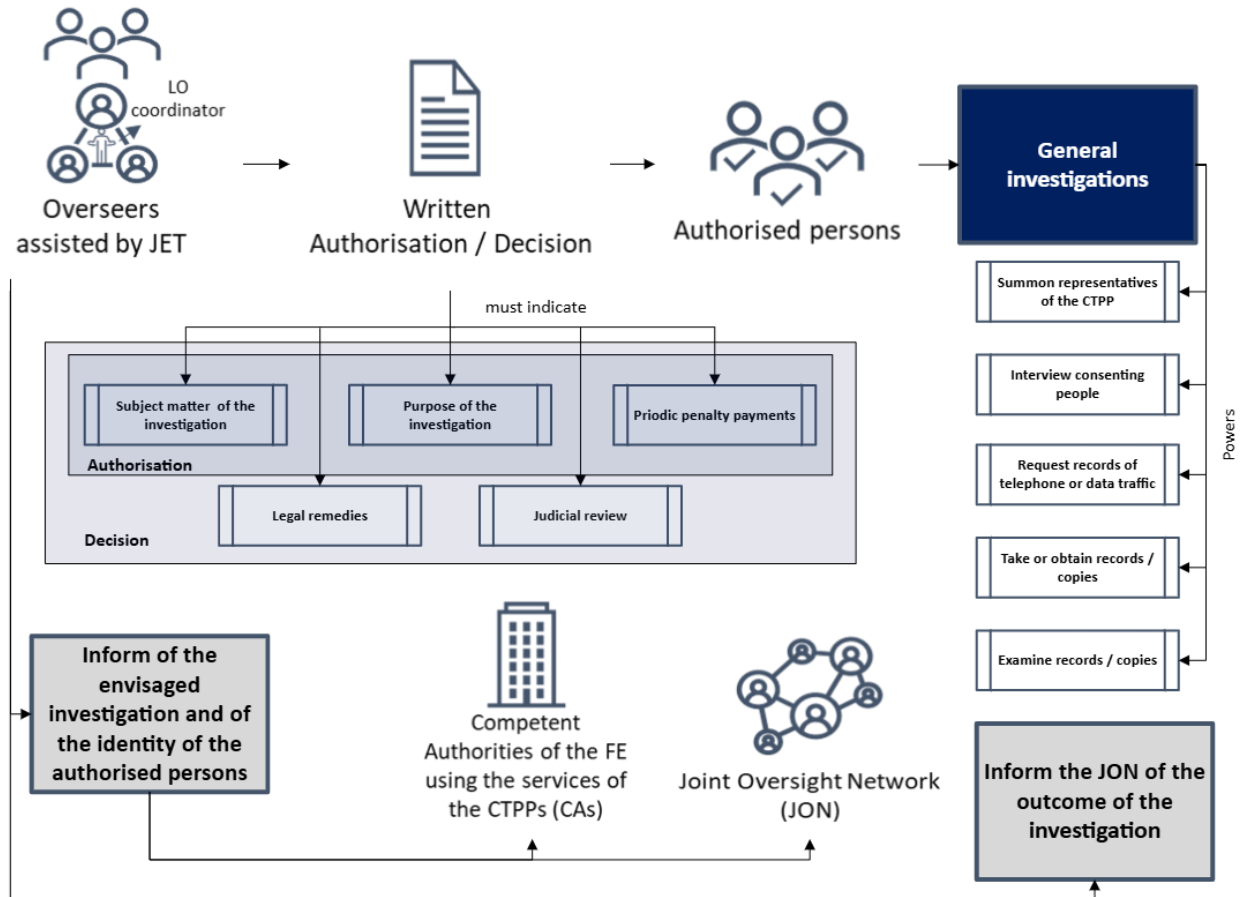 LO
coordinator
Overseers
assisted by JET
Written
Authorisation / Decision
Authorised persons
General
investigations
must indicate
Subject matter of the
investigation
Purpose of the
investigation
Priodic penalty payments
Authorisation
Legal remedies
Judicial review
Decision
Summon representatives
of the CTPP
Interview consenting
people
Request records of
telephone or data traffic
Take or obtain records /
copies
Examine records / copies
Powers
Inform of the
envisaged
investigation and of
the identity of the
authorised persons
Competent
Authorities of the FE
using the services of
the CTPPs (CAs)
Joint Oversight Network
(JON)
Inform the JON of the
outcome of the
investigation